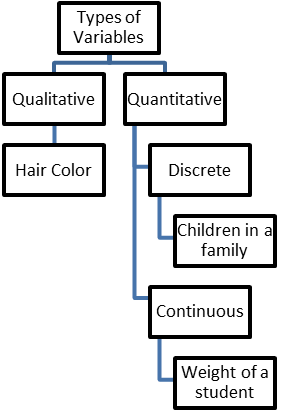 Types of
Variables
Qualitative
Quantitative
Hair Color
Discrete
Children in a
family
Continuous
Weight of a
student